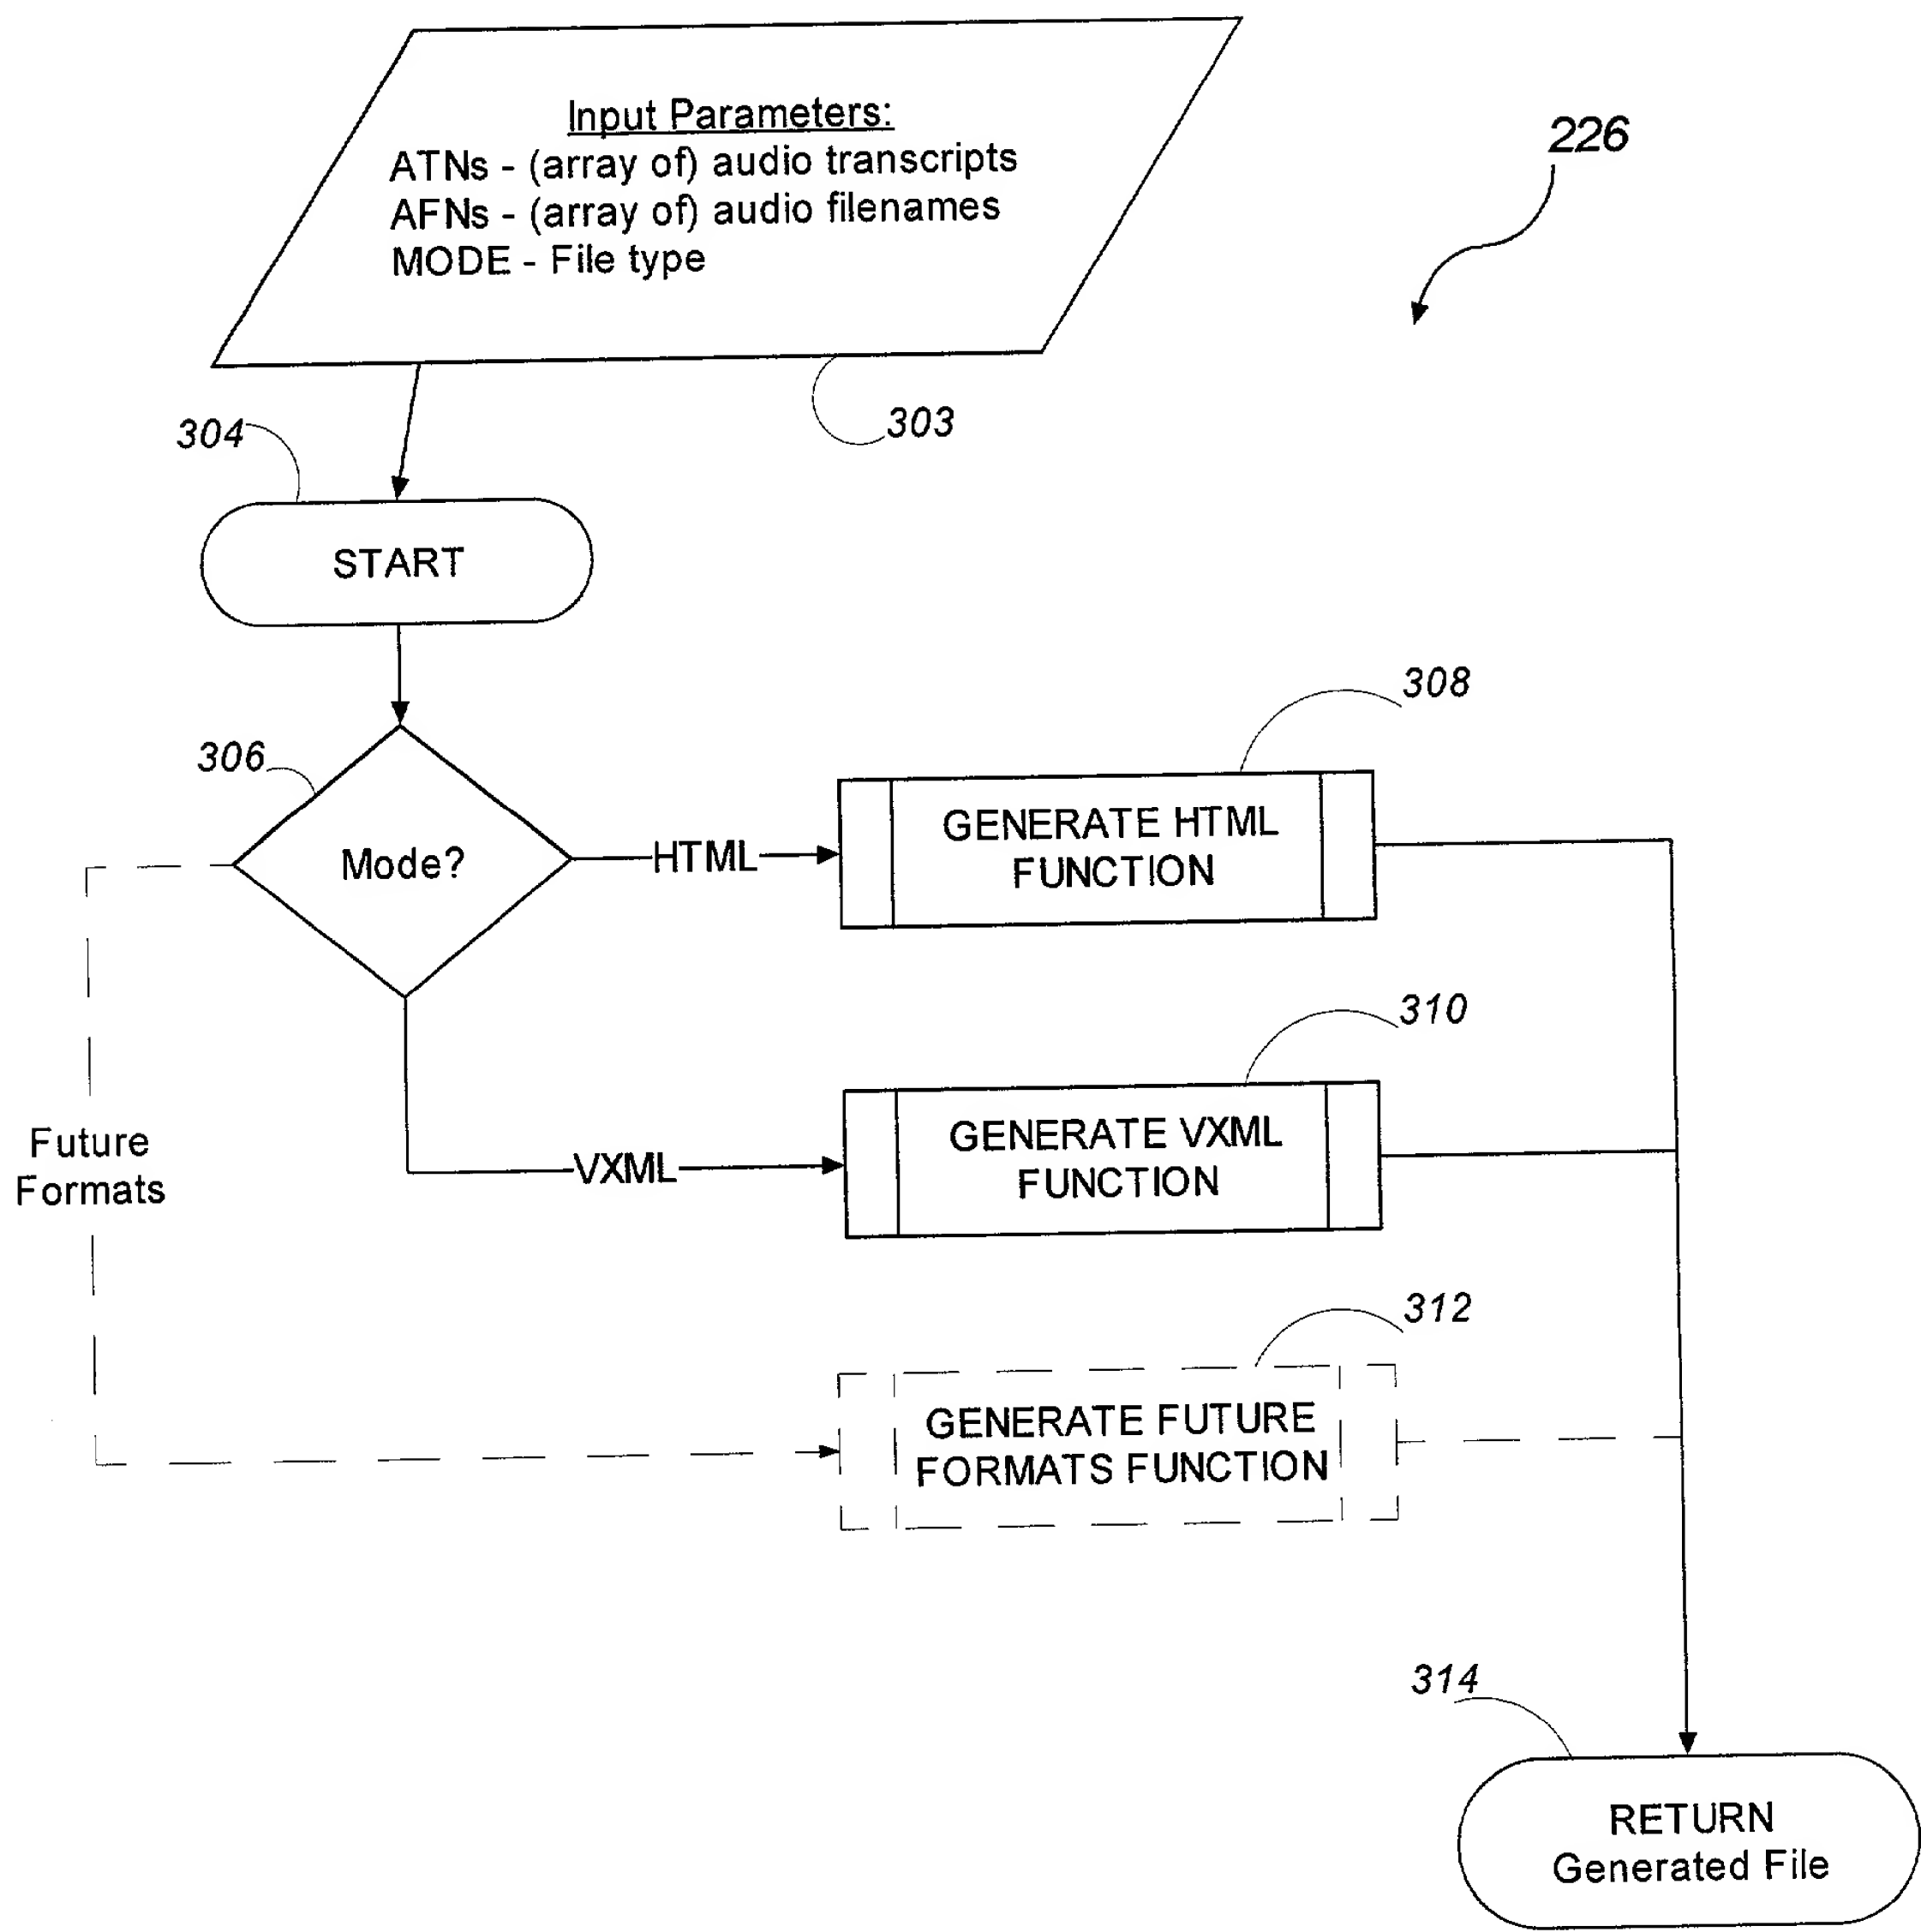 Input Parameters:
ATNs - (array of) audio transcripts
AFNs - (array of) audio filenames
MODE - File type
226
303
304
START
308
306
Mode?
HTML
GENERATE HTML
FUNCTION
310
Future
Formats
VXML
GENERATE VXML
FUNCTION
312
GENERATE FUTURE
FORMATS FUNCTION
314
RETURN
Generated File